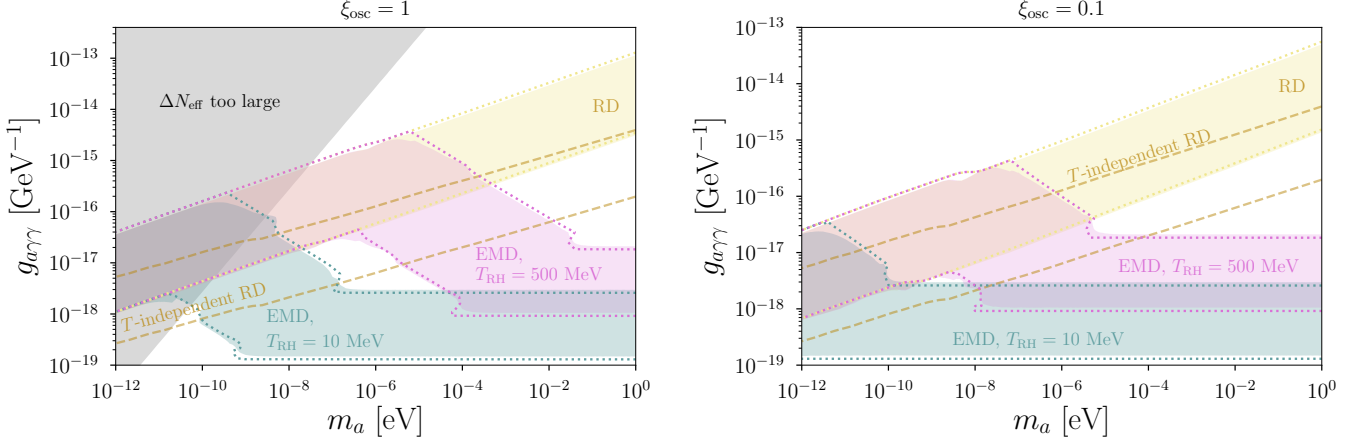 ξosc = 1
10⁻¹³
10⁻¹⁴
10⁻¹⁵
10⁻¹⁶
10⁻¹⁷
10⁻¹⁸
10⁻¹⁹
gaγγ [GeV⁻¹]
ΔNeff too large
RD
EMD,
TRH = 500 MeV
T-independent RD
EMD,
TRH = 10 MeV
10⁻¹² 10⁻¹⁰ 10⁻⁸ 10⁻⁶ 10⁻⁴ 10⁻² 10⁰
ma [eV]
ξosc = 0.1
10⁻¹³
10⁻¹⁴
10⁻¹⁵
10⁻¹⁶
10⁻¹⁷
10⁻¹⁸
10⁻¹⁹
gaγγ [GeV⁻¹]
RD
T-independent RD
EMD, TRH = 500 MeV
EMD, TRH = 10 MeV
10⁻¹² 10⁻¹⁰ 10⁻⁸ 10⁻⁶ 10⁻⁴ 10⁻² 10⁰
ma [eV]